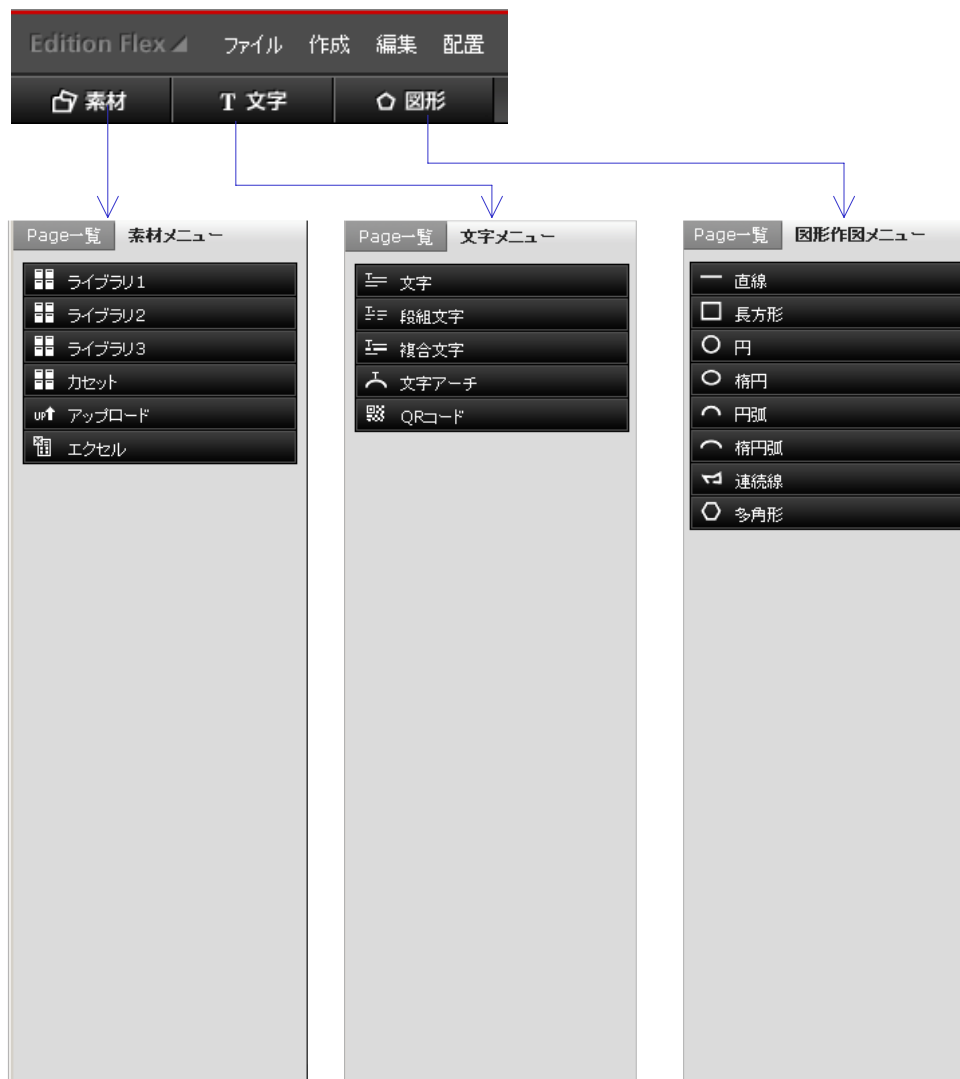 Edition Flex ファイル 作成 編集 配置
素材 T 文字 図形
Page一覧 素材メニュー
ライブラリ1
ライブラリ2
ライブラリ3
カセット
UP アップロード
エクセル
Page一覧 文字メニュー
文字
段組文字
複合文字
文字アーチ
QRコード
Page一覧 図形作図メニュー
直線
長方形
円
楕円
円弧
楕円弧
連続線
多角形